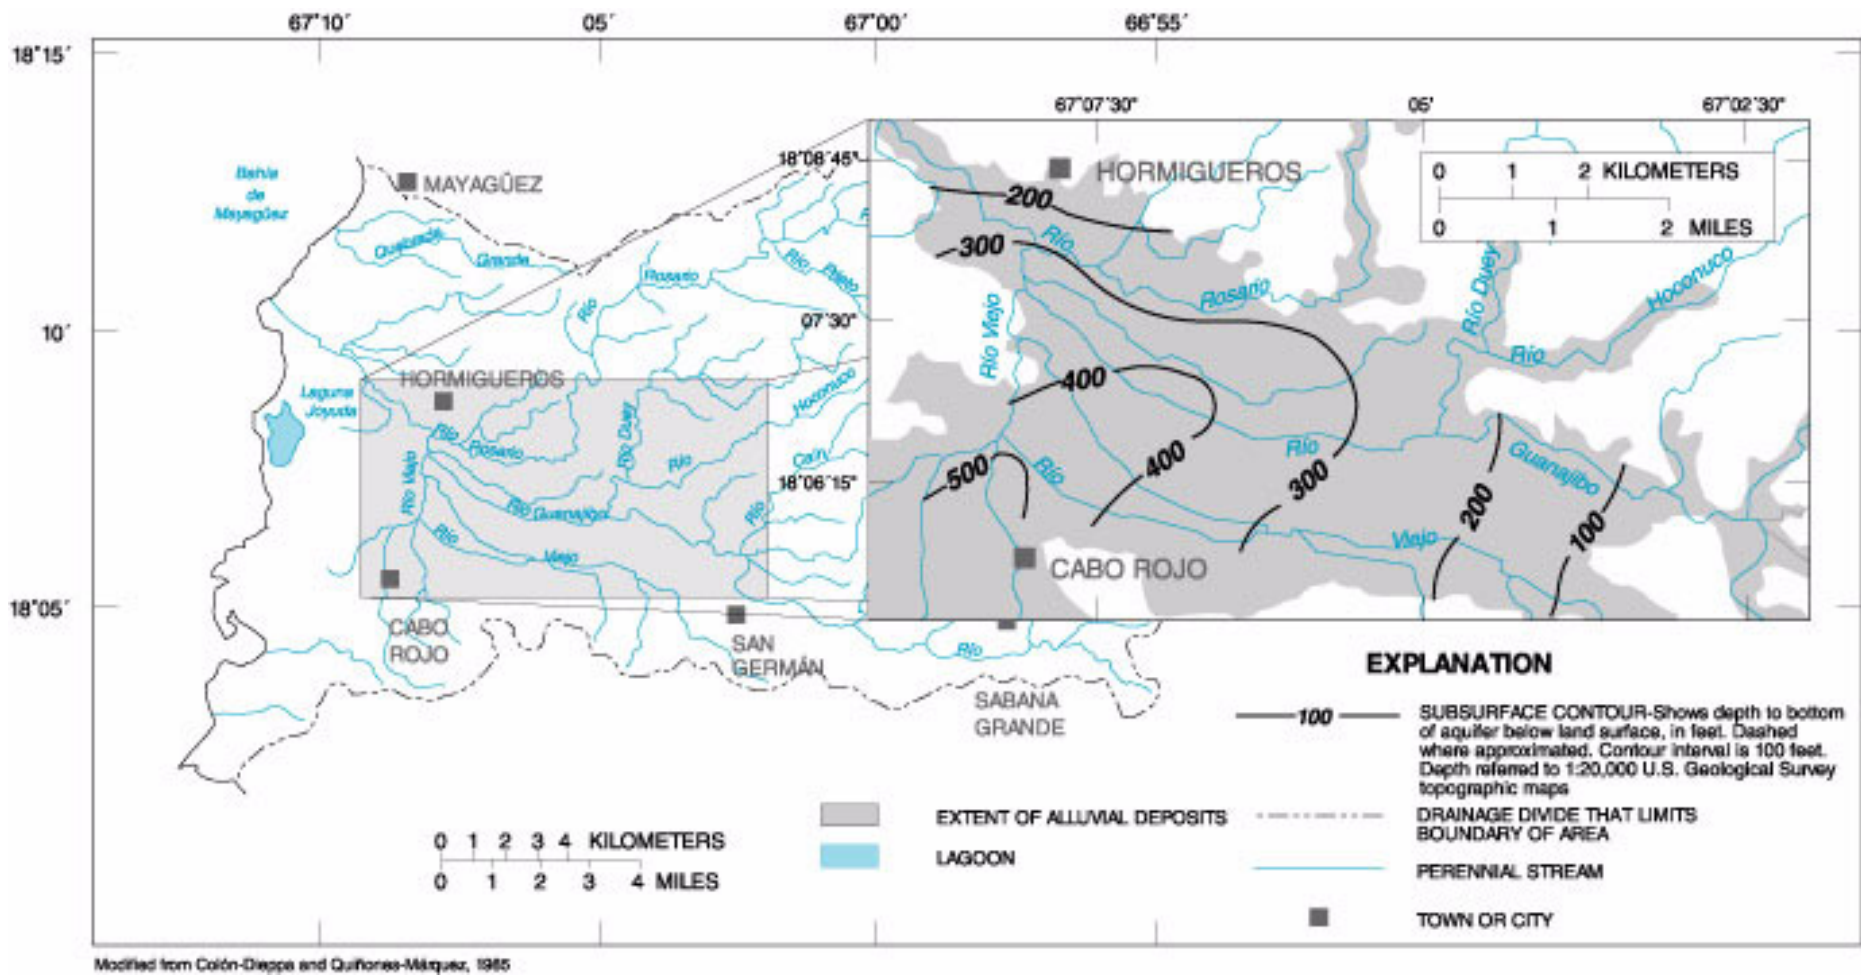 67°10´
05´
67°00´
66°55´
18°15´
10´
18°05´
Bahia
de
Mayagüez
MAYAGÜEZ
Quebrada
Grande
Río
Rosario
Río
Prieto
HORMIGUEROS
Laguna
Joyuda
Río
Rosario
Río Duey
Río
Hoconuco
Caín
Río Viejo
Río
Guanajibo
Río
Río
Viejo
CABO
ROJO
SAN
GERMÁN
Río
SABANA
GRANDE
67°07´30"
05'
67°02´30"
18°08´45"
07´30"
18°06´15"
HORMIGUEROS
0 1 2 KILOMETERS
0 1 2 MILES
200
300
Río
Rosario
Río Duey
Hoconuco
Río
Río Viejo
400
400
500
Río
Río
300
Guanajibo
200
100
Viejo
CABO ROJO
EXPLANATION
100
SUBSURFACE CONTOUR-Shows depth to bottom
of aquifer below land surface, in feet. Dashed
where approximated. Contour interval is 100 feet.
Depth referred to 1:20,000 U.S. Geological Survey
topographic maps
EXTENT OF ALLUVIAL DEPOSITS
DRAINAGE DIVIDE THAT LIMITS
BOUNDARY OF AREA
LAGOON
PERENNIAL STREAM
TOWN OR CITY
0 1 2 3 4 KILOMETERS
0 1 2 3 4 MILES
Modified from Colón-Dieppa and Quiñones-Márquez, 1985